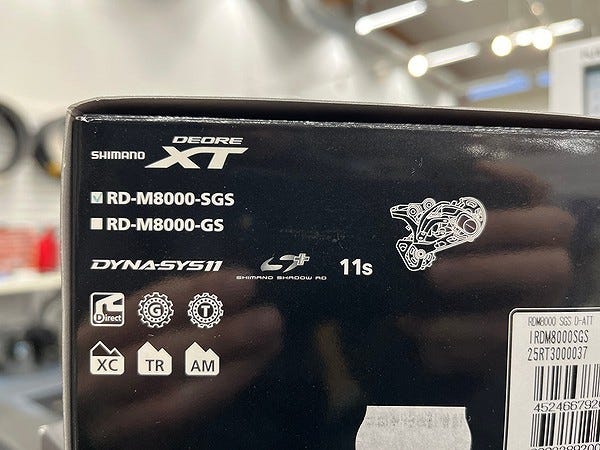 SHIMANO DEORE XT
RD-M8000-SGS
RD-M8000-GS
DYNA-SYS11
SHIMANO SHADOW RD
11s
Direct
G
T
XC
TR
AM
RDM8000 SGS D-ATT
IRDM8000SGS
25RT3000037